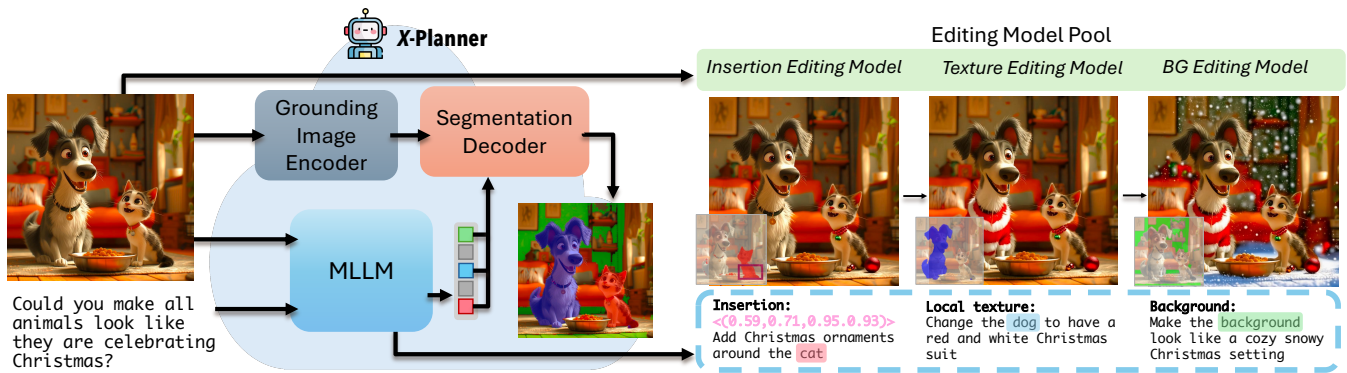 X-Planner
Editing Model Pool
Insertion Editing Model
Texture Editing Model
BG Editing Model
Grounding
Image
Encoder
Segmentation
Decoder
MLLM
Could you make all
animals look like
they are celebrating
Christmas?
Insertion:
<(0.59,0.71,0.95.0.93)>
Add Christmas ornaments
around the cat
Local texture:
Change the dog to have a
red and white Christmas
suit
Background:
Make the background
look like a cozy snowy
Christmas setting